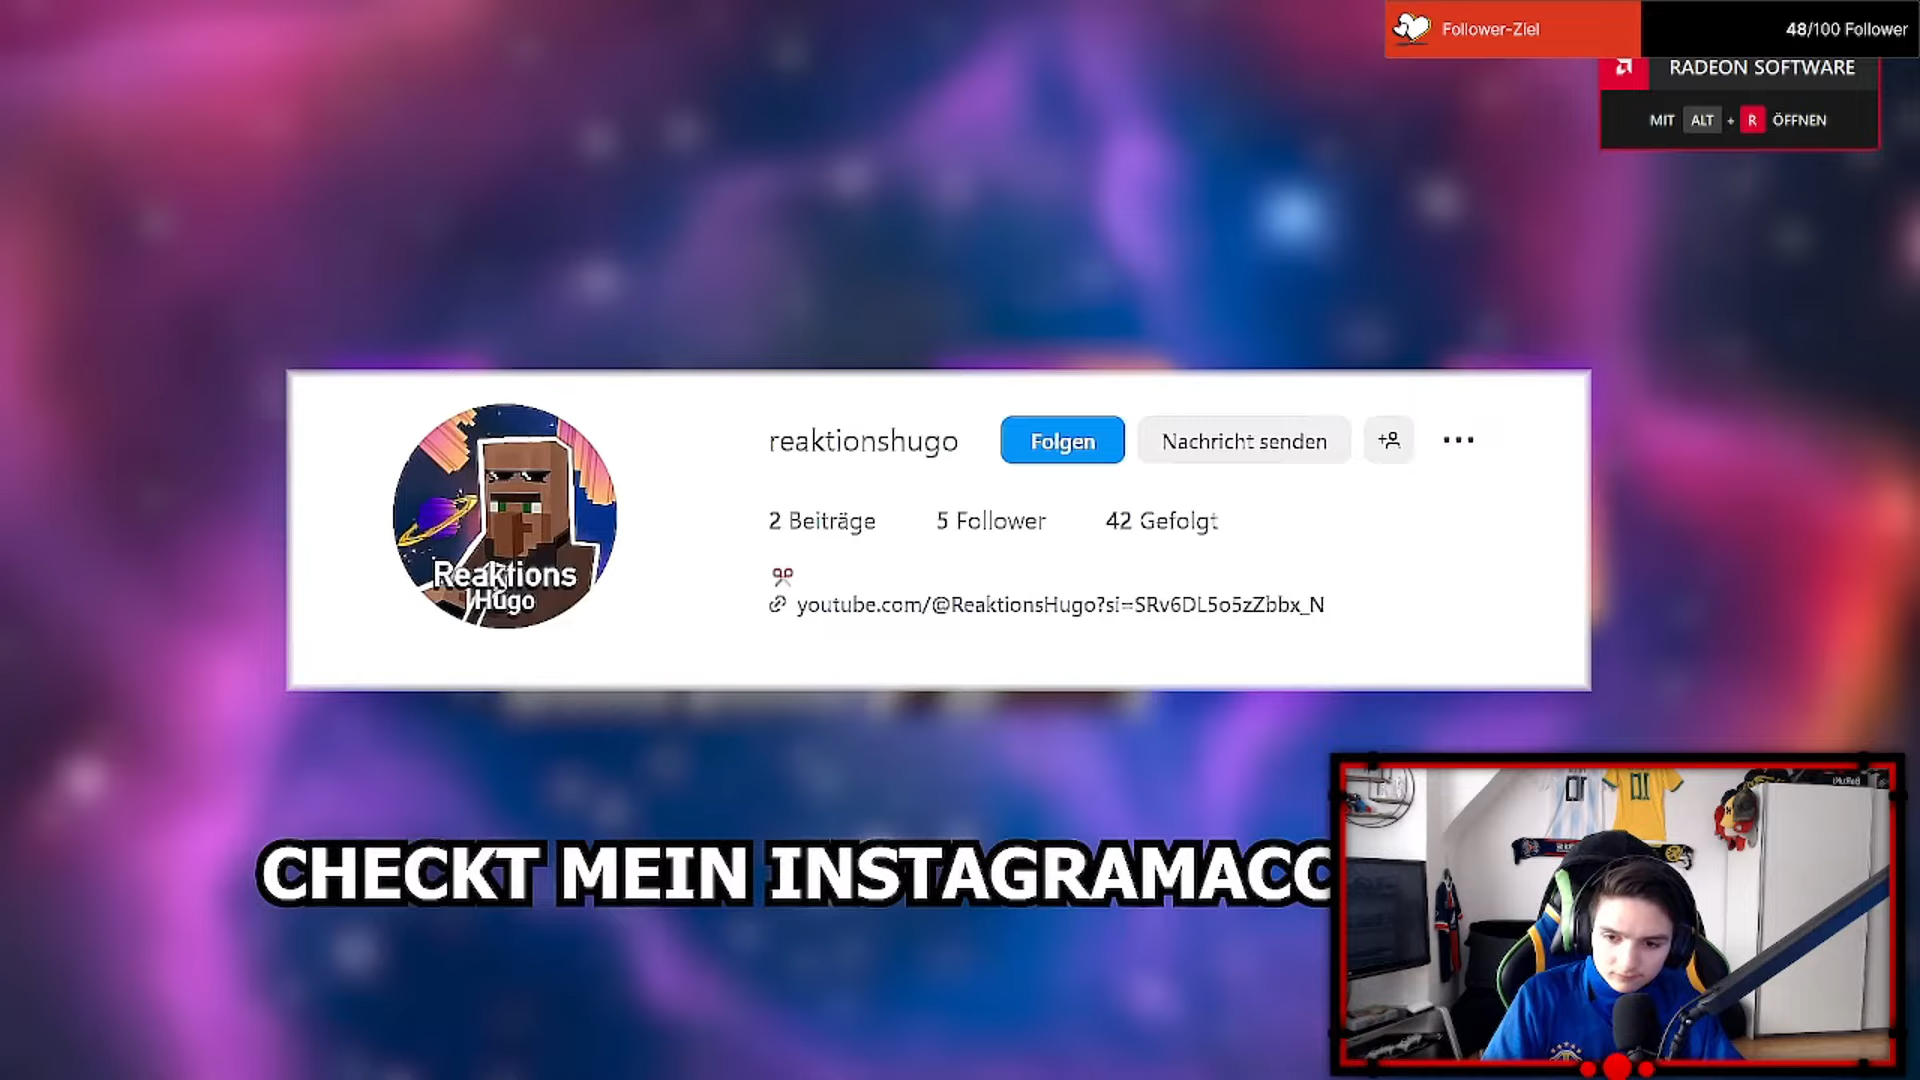 Follower-Ziel
48/100 Follower
RADEON SOFTWARE
MIT ALT + R ÖFFNEN
reaktionshugo
Folgen
Nachricht senden
2 Beiträge
5 Follower
42 Gefolgt
youtube.com/@ReaktionsHugo?si=SRv6DL5o5zZbbx_N
Reaktions
Hugo
CHECKT MEIN INSTAGRAMACC